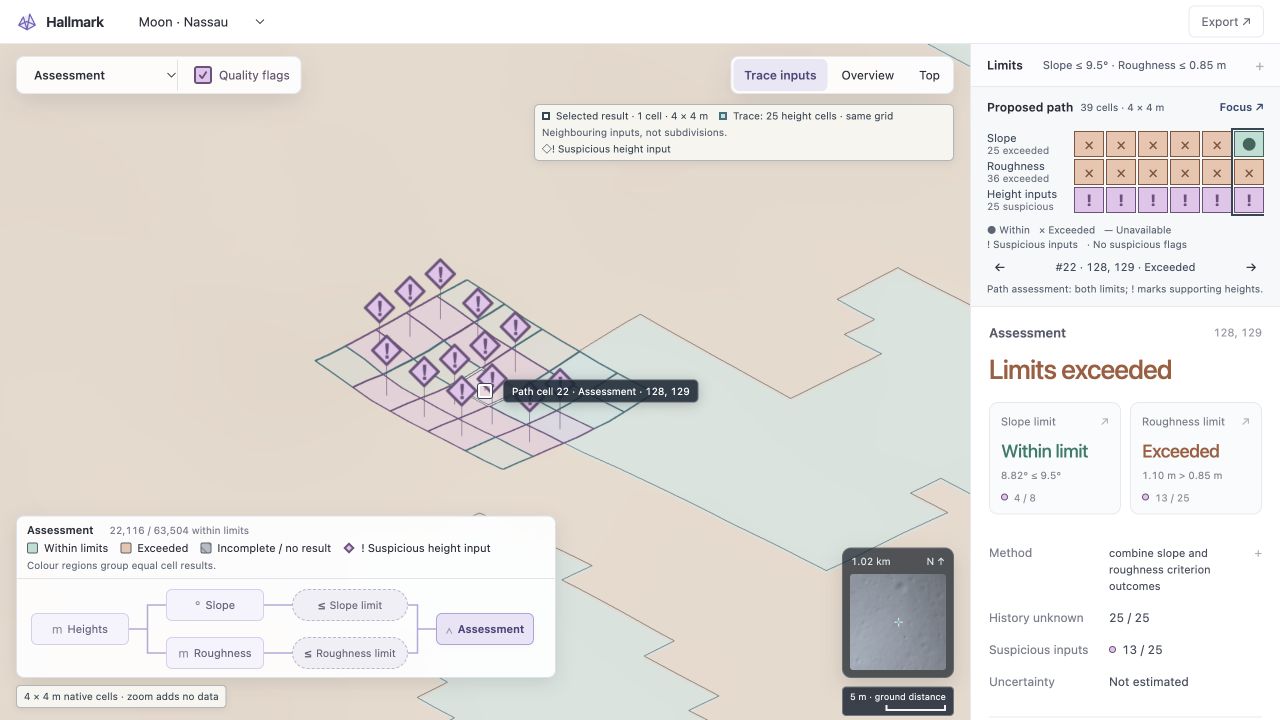 Hallmark
Moon · Nassau
Export ↗
Assessment
Quality flags
Trace inputs
Overview
Top
Selected result · 1 cell · 4 × 4 m
Trace: 25 height cells · same grid
Neighbouring inputs, not subdivisions.
◇! Suspicious height input
Path cell 22 · Assessment · 128, 129
Assessment
22,116 / 63,504 within limits
Within limits
Exceeded
Incomplete / no result
! Suspicious height input
Colour regions group equal cell results.
m Heights
° Slope
≤ Slope limit
m Roughness
≤ Roughness limit
∧ Assessment
4 × 4 m native cells · zoom adds no data
1.02 km
N ↑
5 m · ground distance
Limits
Slope ≤ 9.5° · Roughness ≤ 0.85 m
+
Proposed path
39 cells · 4 × 4 m
Focus ↗
Slope
25 exceeded
× × × × × ●
Roughness
36 exceeded
× × × × × ×
Height inputs
25 suspicious
! ! ! ! ! !
● Within × Exceeded — Unavailable
! Suspicious inputs · No suspicious flags
← #22 · 128, 129 · Exceeded →
Path assessment: both limits; ! marks supporting heights.
Assessment
128, 129
Limits exceeded
Slope limit ↗
Within limit
8.82° ≤ 9.5°
4 / 8
Roughness limit ↗
Exceeded
1.10 m > 0.85 m
13 / 25
Method
combine slope and
roughness criterion
outcomes
+
History unknown
25 / 25
Suspicious inputs
13 / 25
Uncertainty
Not estimated